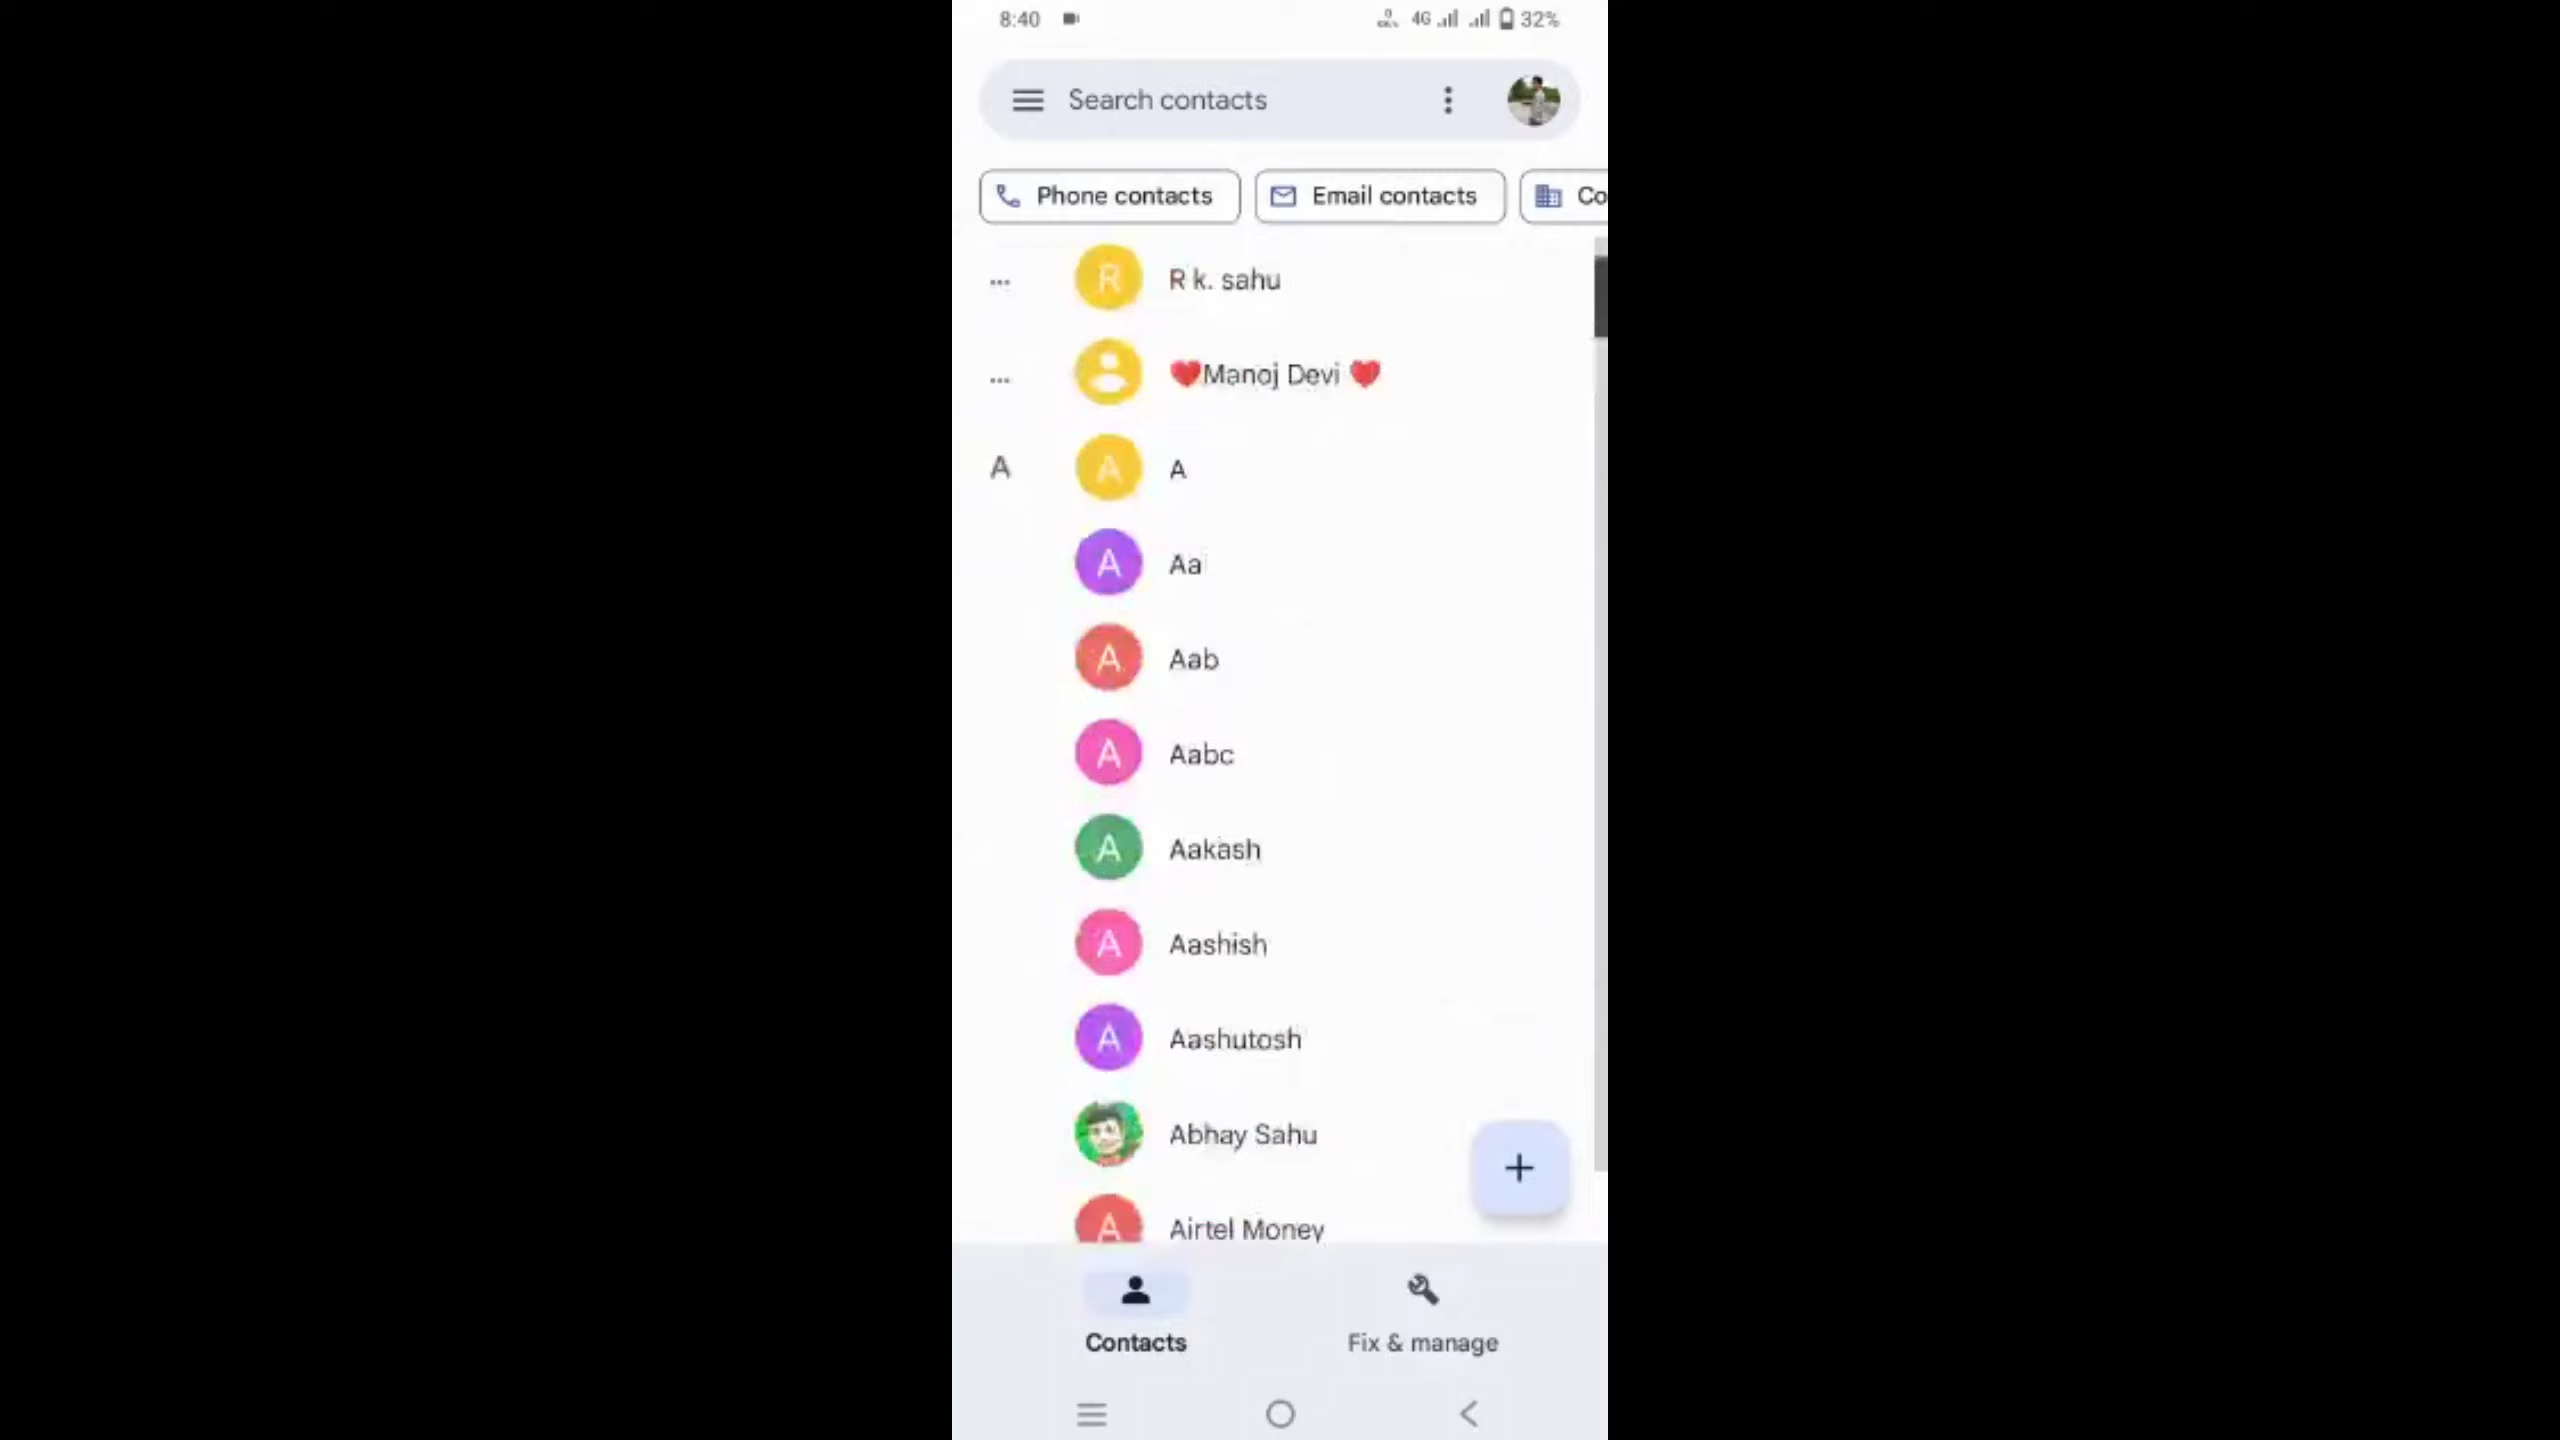 8:40 4G 32%
Search contacts
Phone contacts Email contacts Co
... R R k. sahu
... ❤️Manoj Devi ❤️
A A A
A Aa
A Aab
A Aabc
A Aakash
A Aashish
A Aashutosh
Abhay Sahu
A Airtel Money
Contacts Fix & manage